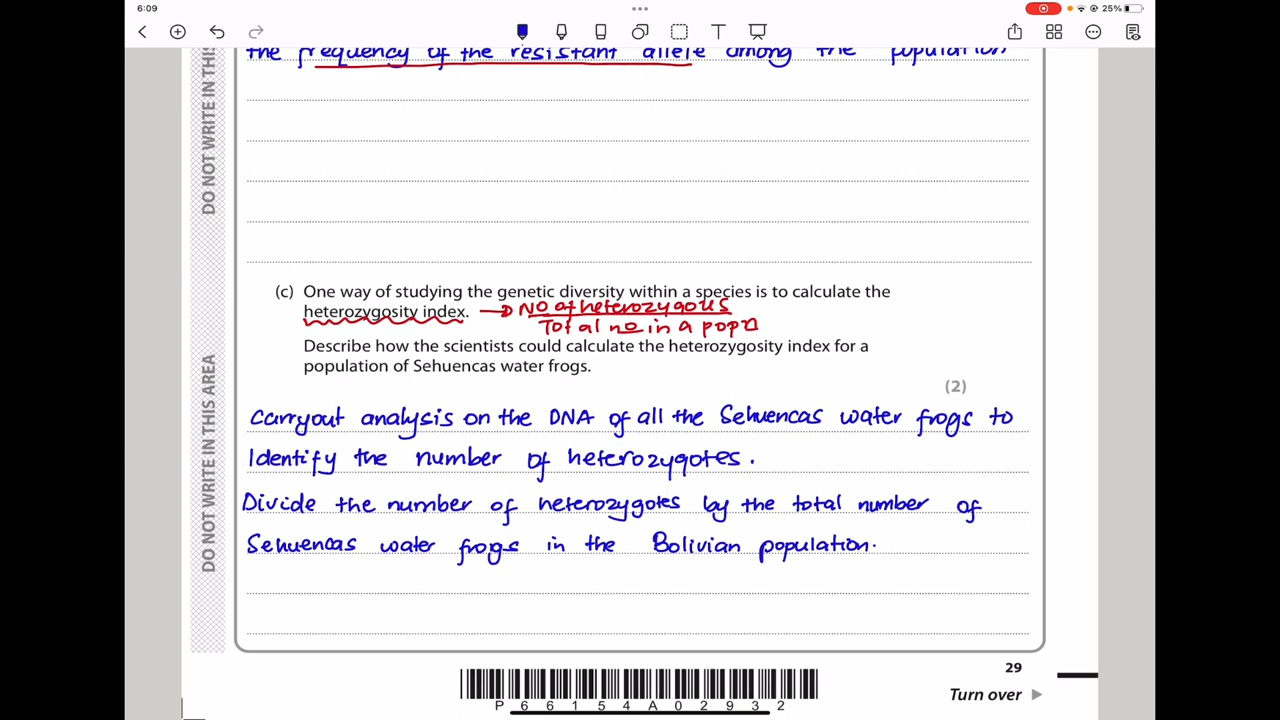 6:09
25%
the frequency of the resistant allele among the population
DO NOT WRITE IN THIS
(c) One way of studying the genetic diversity within a species is to calculate the
heterozygosity index. → No of heterozygous
Total no in a popn
Describe how the scientists could calculate the heterozygosity index for a
population of Sehuencas water frogs.
(2)
DO NOT WRITE IN THIS AREA
Carryout analysis on the DNA of all the Sehuencas water frogs to
Identify the number of heterozygotes.
Divide the number of heterozygotes by the total number of
Sehuencas water frogs in the Bolivian population.
29
P 6 6 1 5 4 A 0 2 9 3 2
Turn over